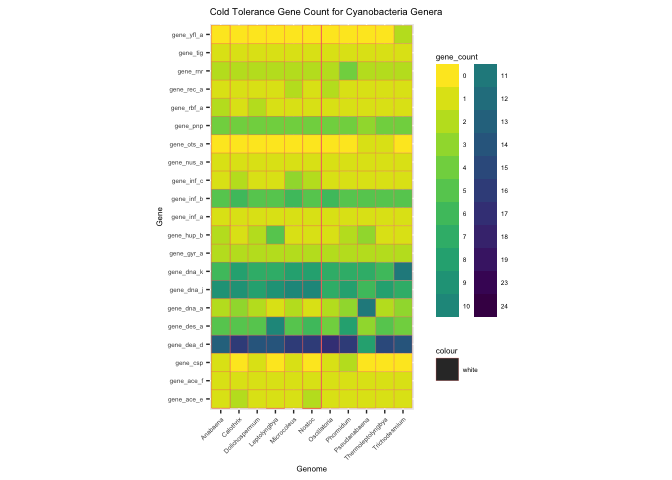 Cold Tolerance Gene Count for Cyanobacteria Genera
gene_yfl_a
gene_tig
gene_rnr
gene_rec_a
gene_rbf_a
gene_pnp
gene_ots_a
gene_nus_a
gene_inf_c
gene_inf_b
gene_inf_a
gene_hup_b
gene_gyr_a
gene_dna_k
gene_dna_j
gene_dna_a
gene_des_a
gene_dea_d
gene_csp
gene_ace_f
gene_ace_e
Gene
Anabaena
Calothrix
Dolichospermum
Leptolyngbya
Microcoleus
Nostoc
Oscillatoria
Phormidium
Pseudanabaena
Thermoleptolyngbya
Trichodesmium
Genome
gene_count
0 11
1 12
2 13
3 14
4 15
5 16
6 17
7 18
8 19
9 23
10 24
colour
white